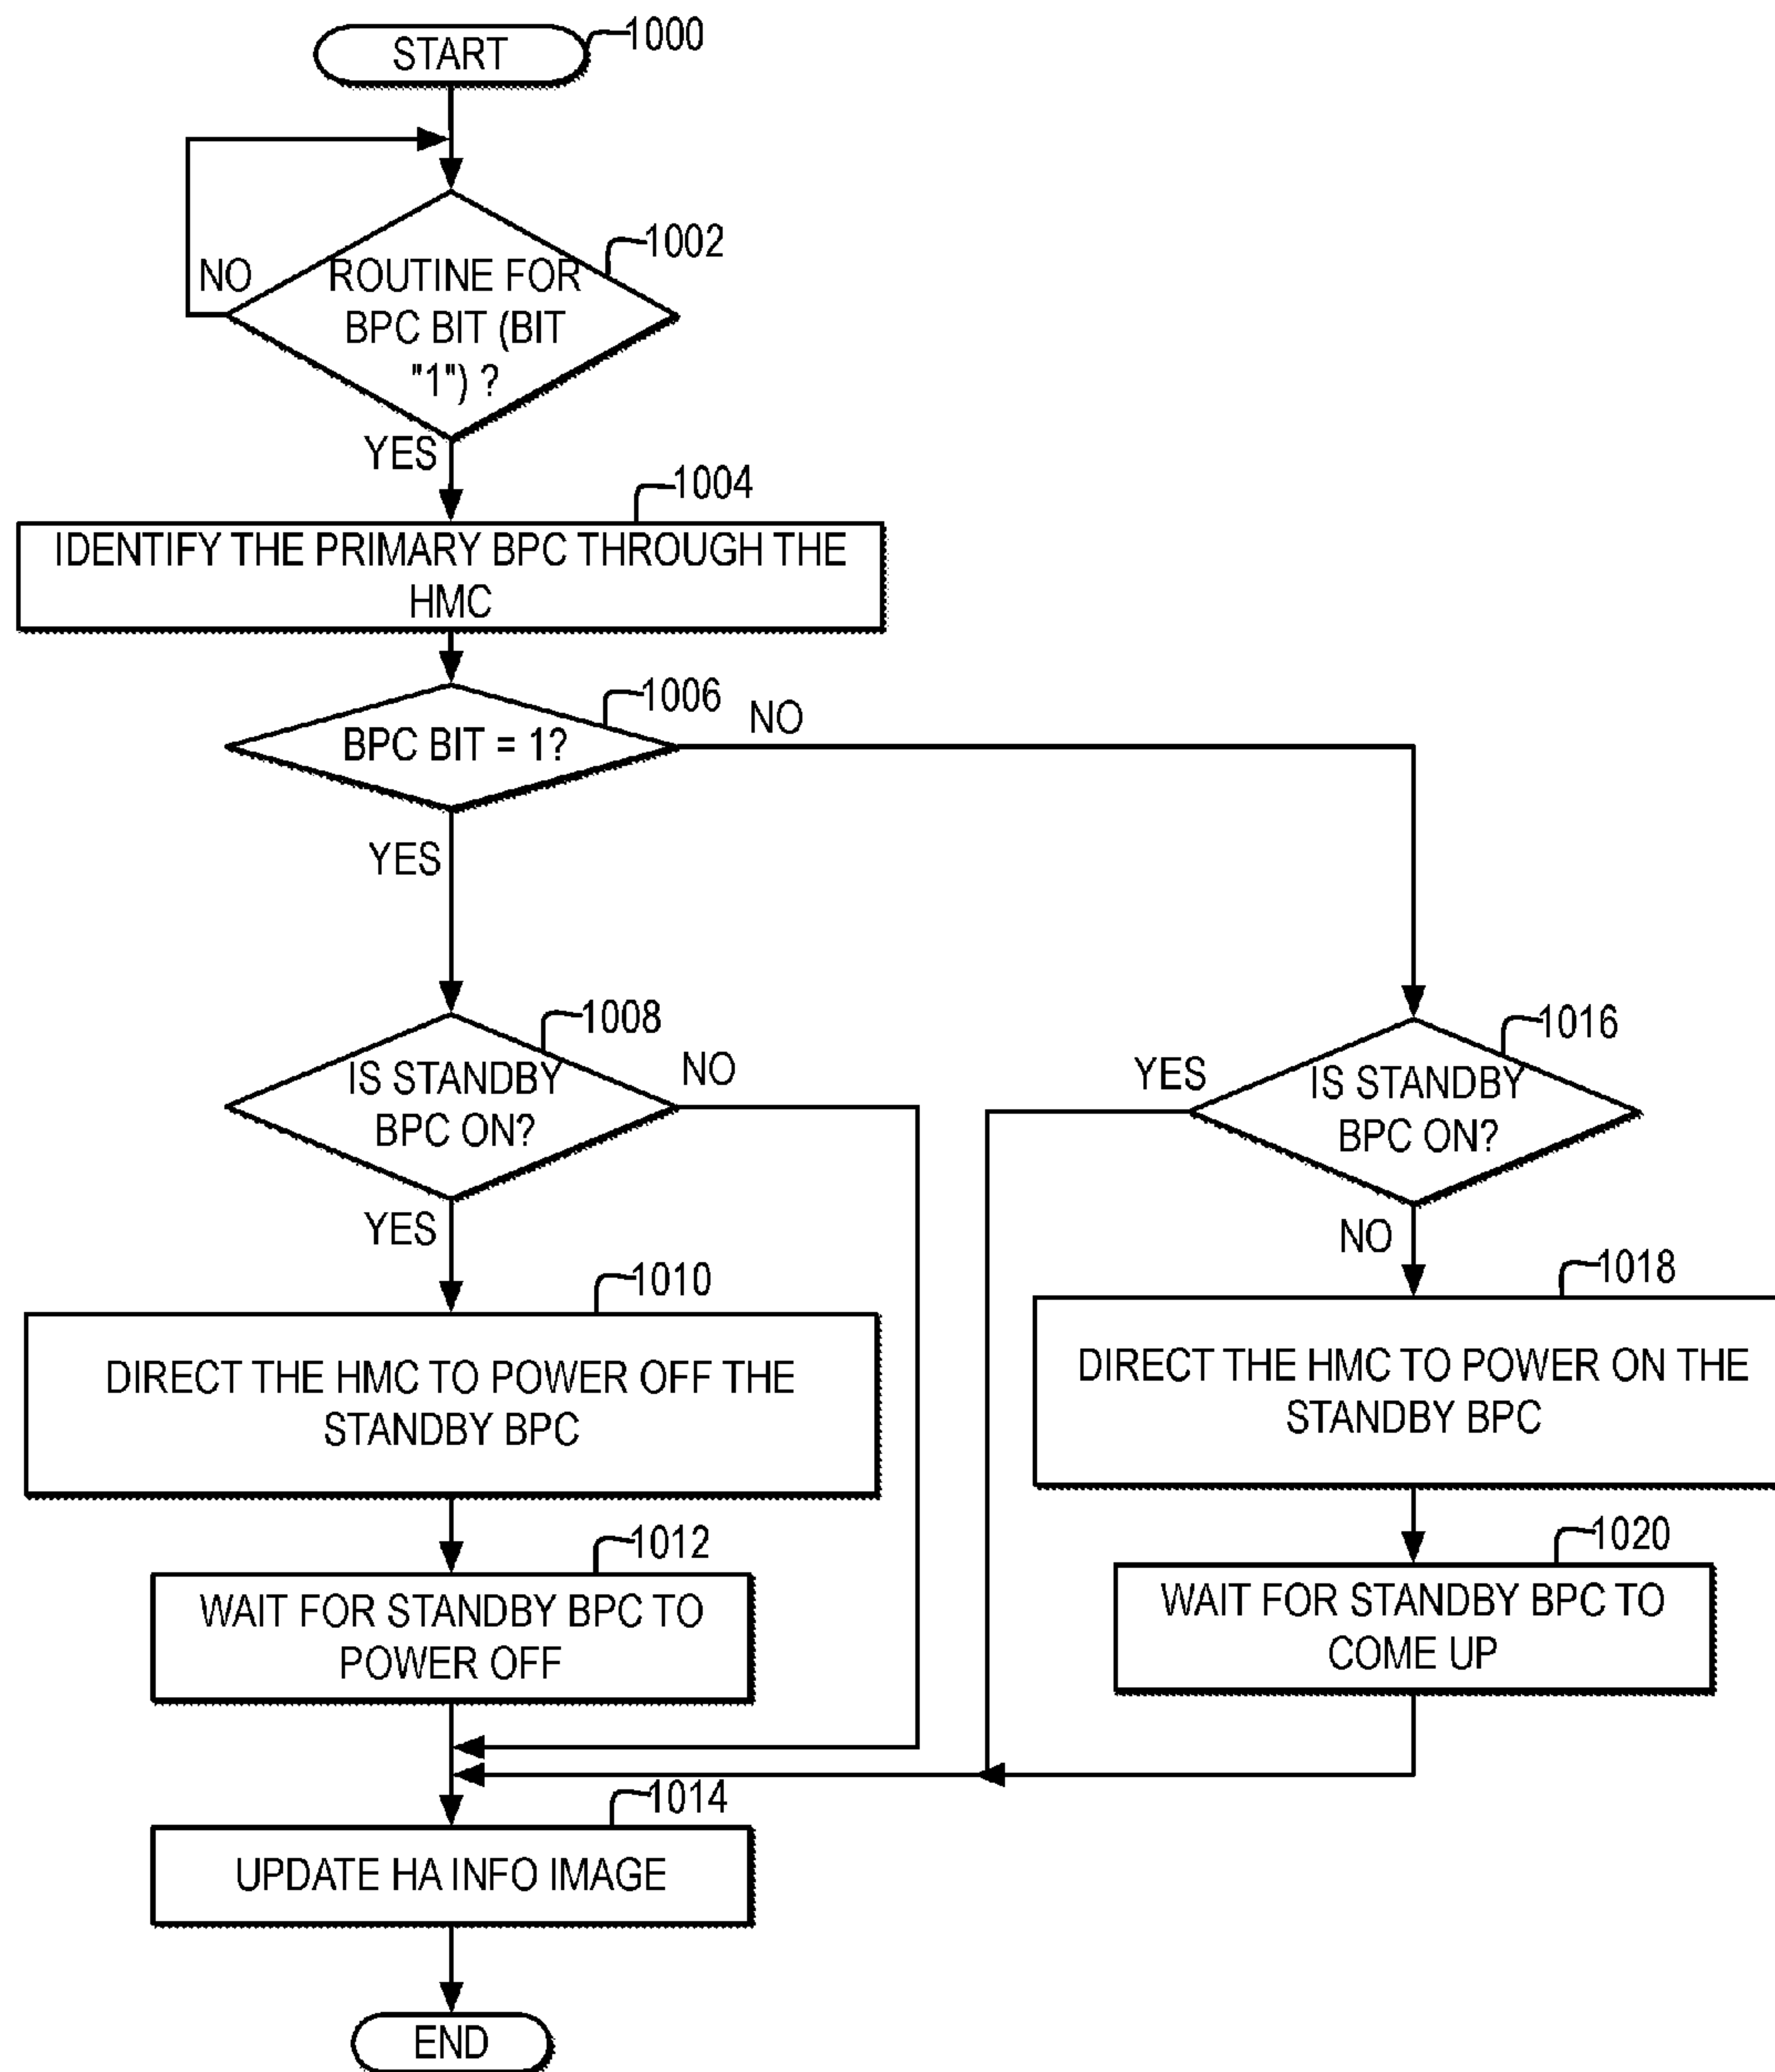 START
1000
1002
NO
ROUTINE FOR
BPC BIT (BIT
"1") ?
YES
1004
IDENTIFY THE PRIMARY BPC THROUGH THE
HMC
1006
BPC BIT = 1?
NO
YES
1008
IS STANDBY
BPC ON?
NO
YES
1016
YES
IS STANDBY
BPC ON?
NO
1010
DIRECT THE HMC TO POWER OFF THE
STANDBY BPC
1018
DIRECT THE HMC TO POWER ON THE
STANDBY BPC
1012
WAIT FOR STANDBY BPC TO
POWER OFF
1020
WAIT FOR STANDBY BPC TO
COME UP
1014
UPDATE HA INFO IMAGE
END